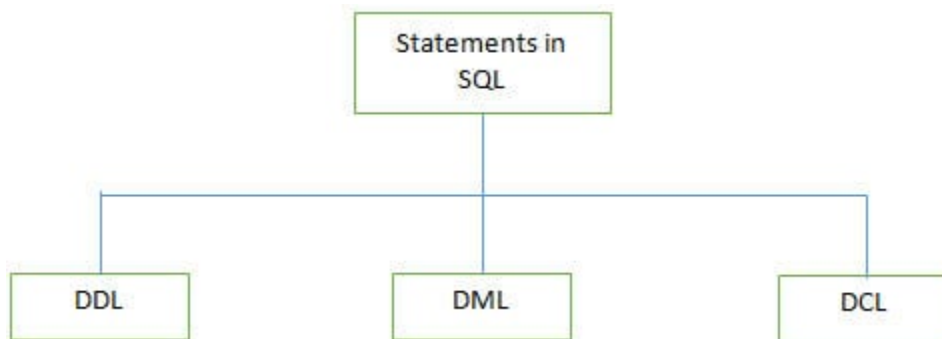 Statements in
SQL
DDL
DML
DCL